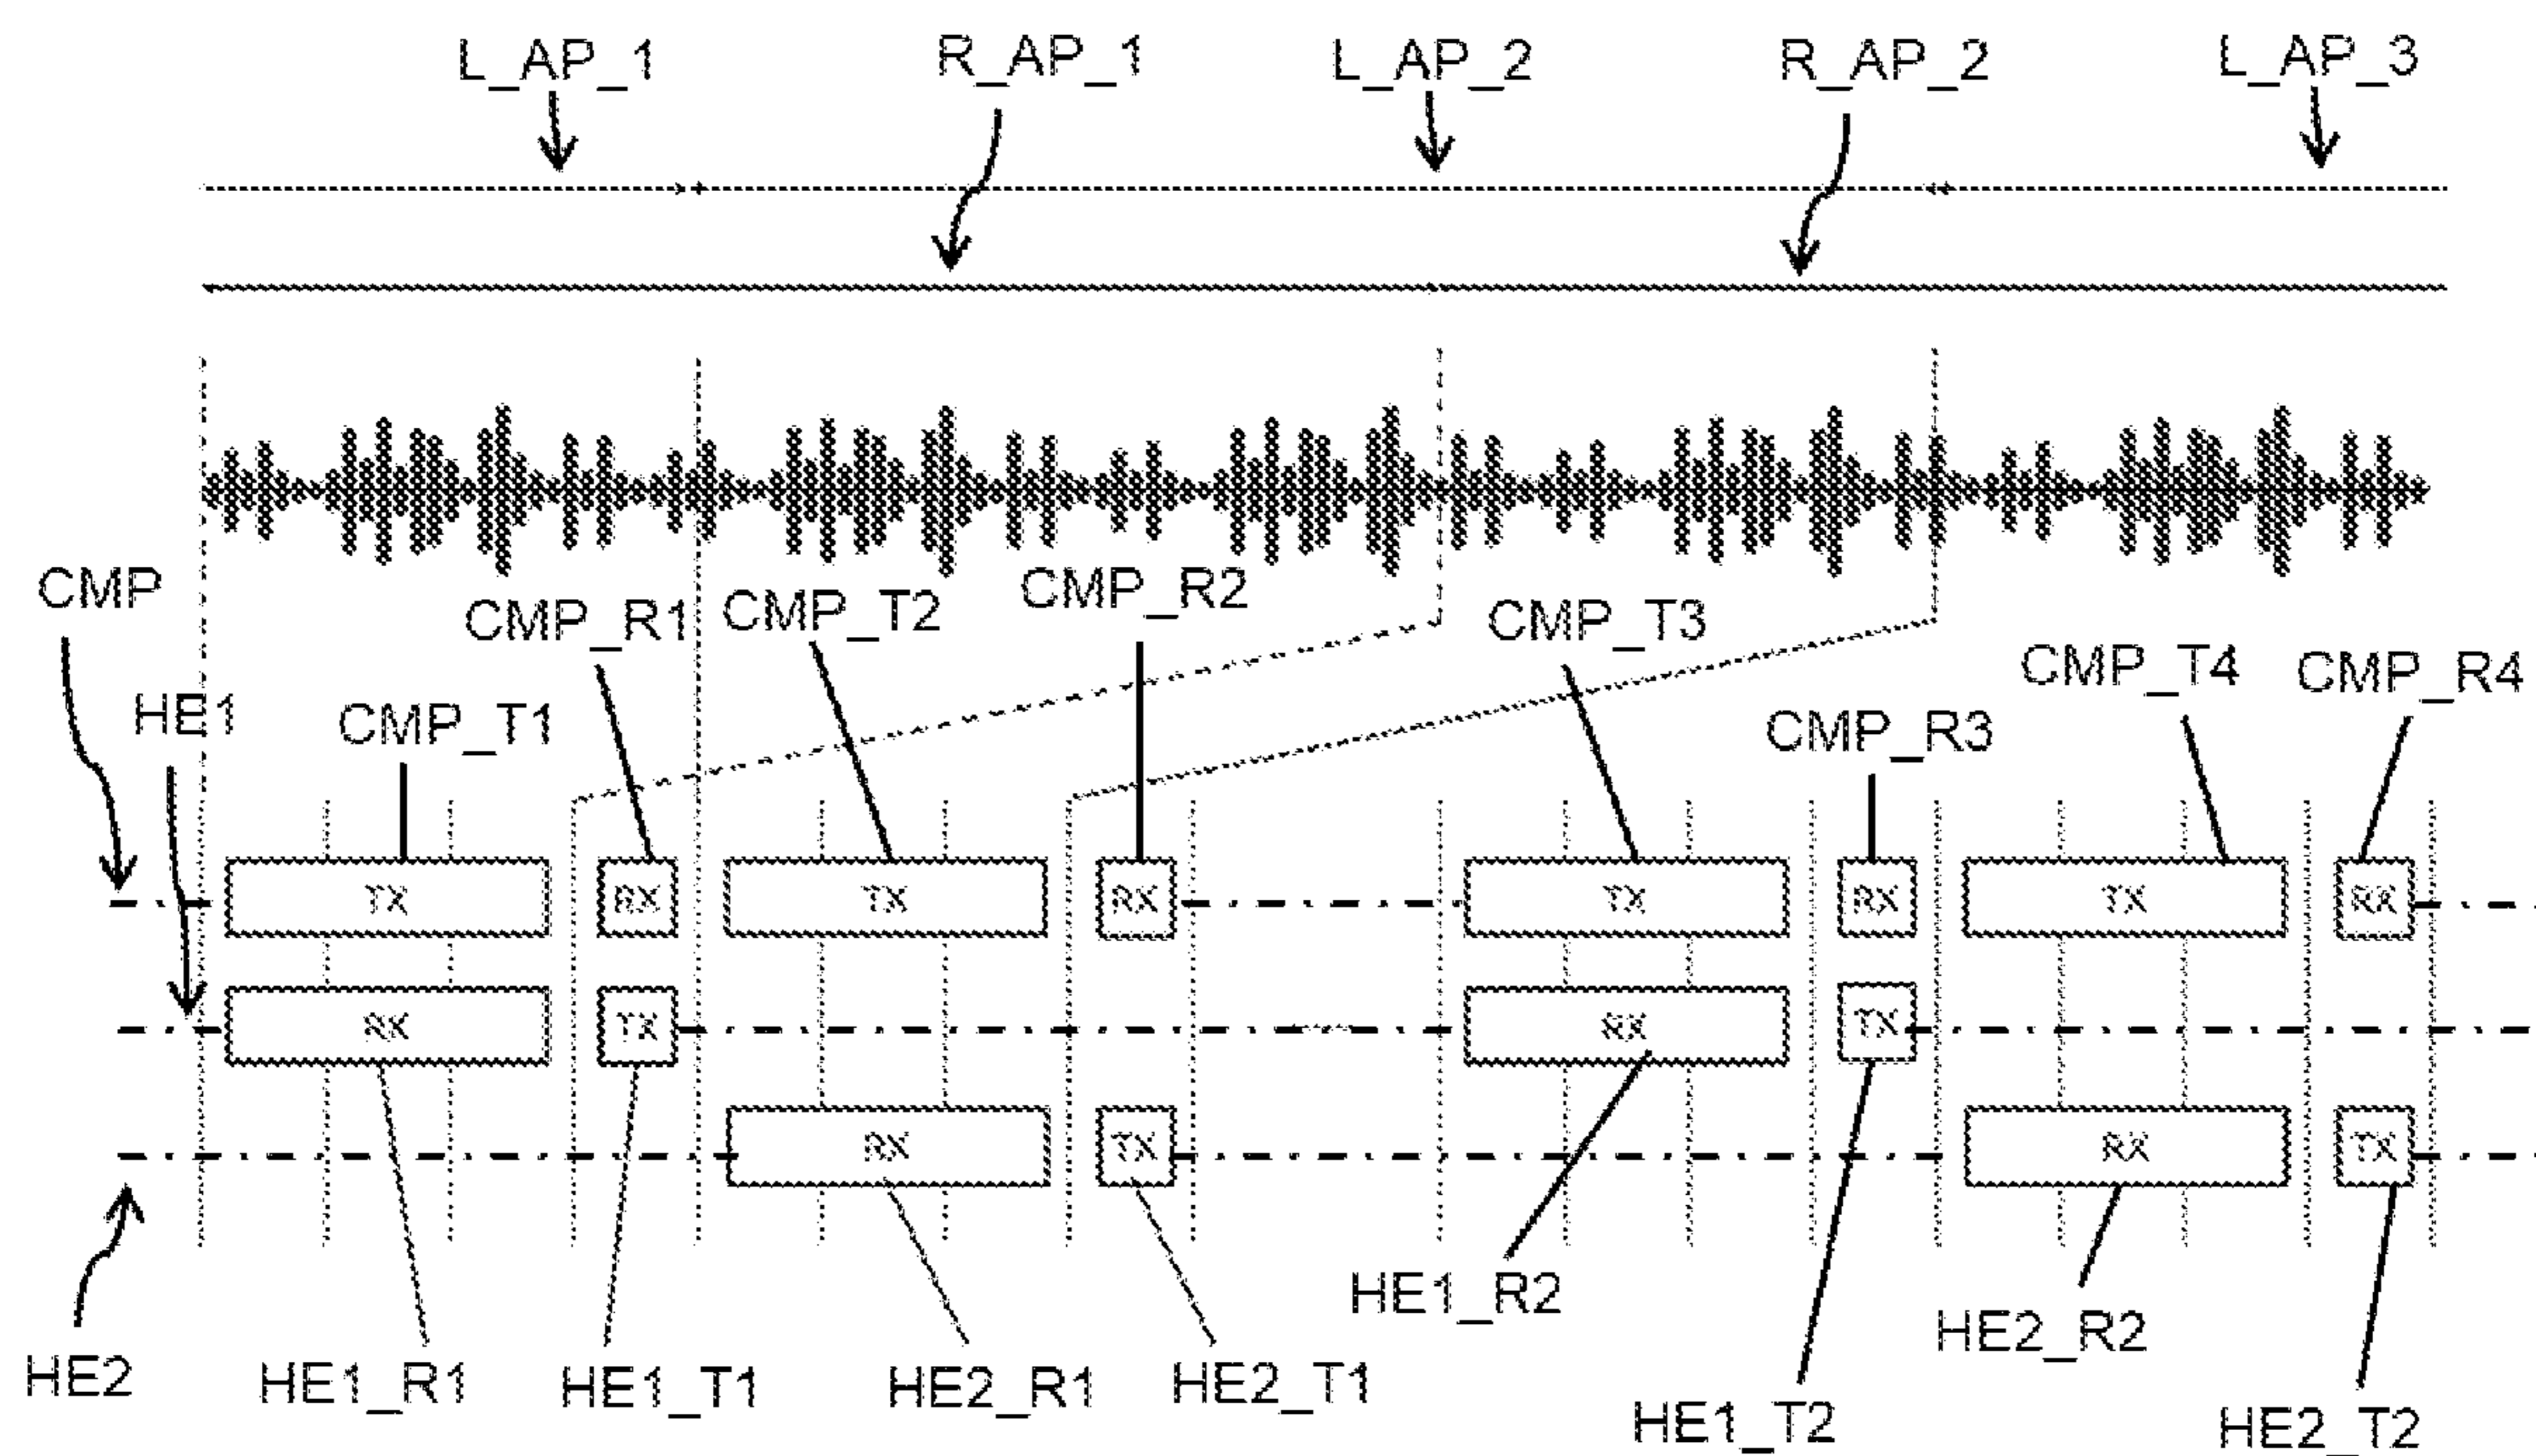 L_AP_1 R_AP_1 L_AP_2 R_AP_2 L_AP_3
CMP CMP_R1 CMP_T2 CMP_R2 CMP_T3
HE1 CMP_T1 CMP_R3 CMP_T4 CMP_R4
TX RX TX RX TX RX TX RX
RX TX RX TX
RX TX RX TX
HE2 HE1_R1 HE1_T1 HE2_R1 HE2_T1 HE1_R2 HE1_T2 HE2_R2 HE2_T2